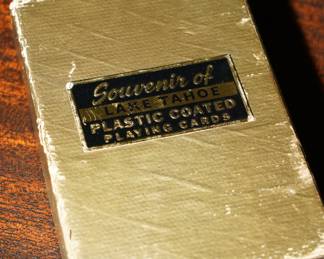 Souvenir of
LAKE TAHOE
PLASTIC COATED
PLAYING CARDS